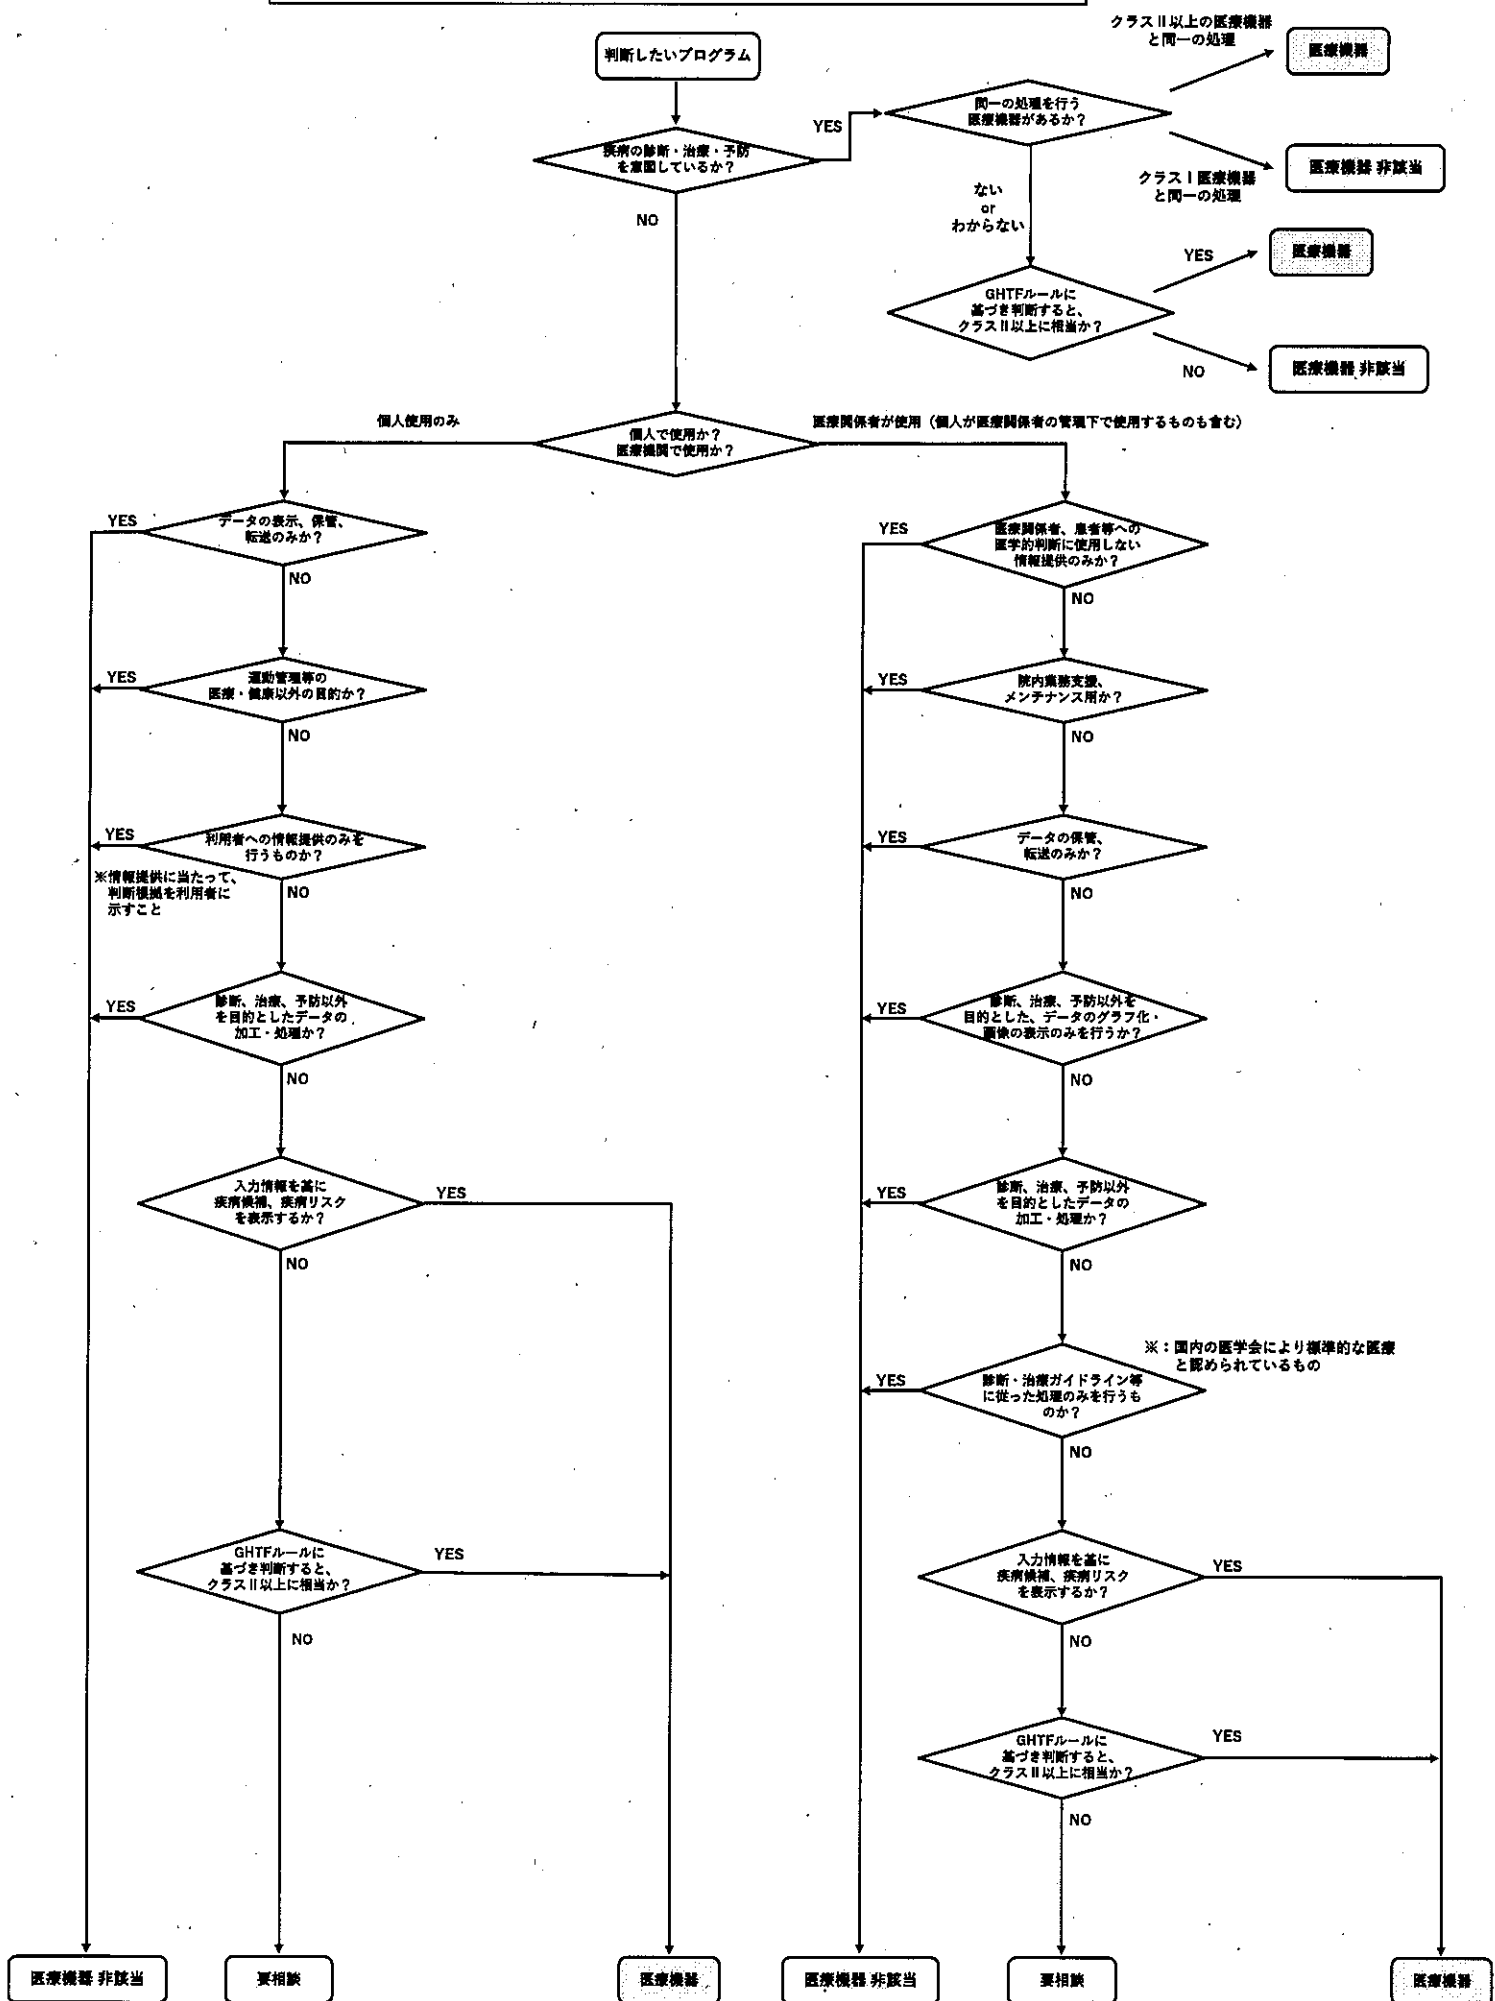 判断したいプログラム
疾病の診断・治療・予防
を意図しているか?
YES
NO
同一の処理を行う
医療機器があるか?
クラスⅡ以上の医療機器
と同一の処理
医療機器
クラスⅠ医療機器
と同一の処理
医療機器 非該当
ない
or
わからない
GHTFルールに
基づき判断すると、
クラスⅡ以上に相当か?
YES
医療機器
NO
医療機器 非該当
個人で使用か?
医療機関で使用か?
個人使用のみ
医療関係者が使用(個人が医療関係者の管理下で使用するものも含む)
データの表示、保管、
転送のみか?
YES
NO
運動管理等の
医療・健康以外の目的か?
YES
NO
利用者への情報提供のみを
行うものか?
YES
※情報提供に当たって、
判断根拠を利用者に
示すこと
NO
診断、治療、予防以外
を目的としたデータの
加工・処理か?
YES
NO
入力情報を基に
疾病候補、疾病リスク
を表示するか?
YES
NO
GHTFルールに
基づき判断すると、
クラスⅡ以上に相当か?
YES
NO
医療機器 非該当
要相談
医療機器
医療関係者、患者等への
医学的判断に使用しない
情報提供のみか?
YES
NO
院内業務支援、
メンテナンス用か?
YES
NO
データの保管、
転送のみか?
YES
NO
診断、治療、予防以外を
目的とした、データのグラフ化・
画像の表示のみを行うか?
YES
NO
診断、治療、予防以外
を目的としたデータの
加工・処理か?
YES
NO
※:国内の医学会により標準的な医療
と認められているもの
診断・治療ガイドライン等
に従った処理のみを行うも
のか?
YES
NO
入力情報を基に
疾病候補、疾病リスク
を表示するか?
YES
NO
GHTFルールに
基づき判断すると、
クラスⅡ以上に相当か?
YES
NO
医療機器 非該当
要相談
医療機器